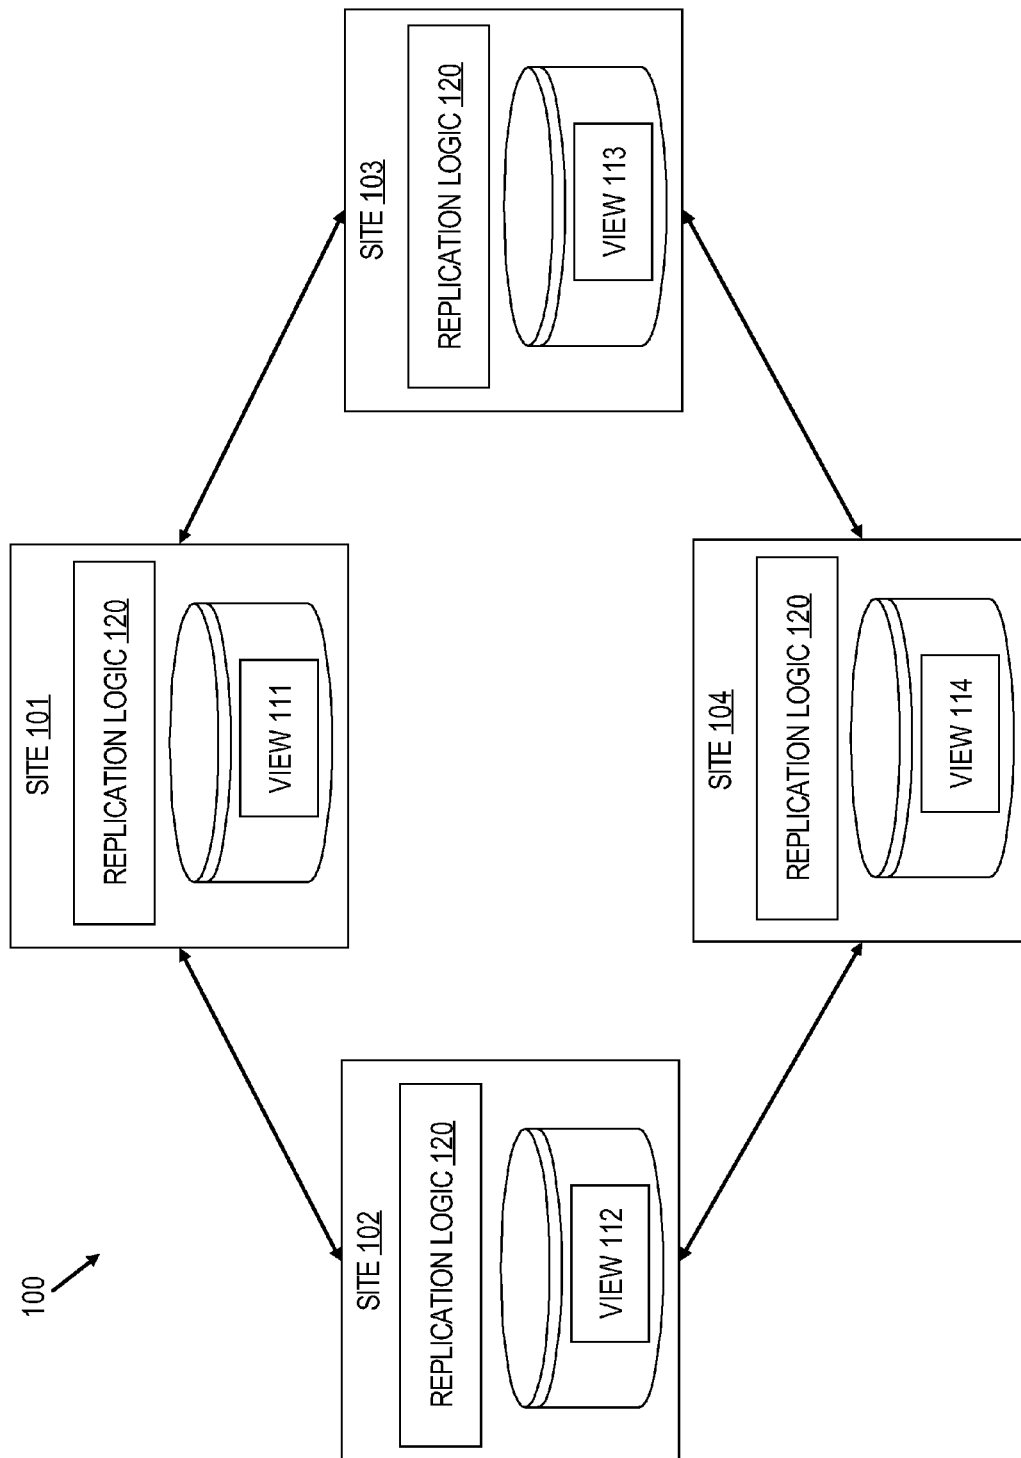 100
SITE 101
REPLICATION LOGIC 120
VIEW 111
SITE 102
REPLICATION LOGIC 120
VIEW 112
SITE 103
REPLICATION LOGIC 120
VIEW 113
SITE 104
REPLICATION LOGIC 120
VIEW 114